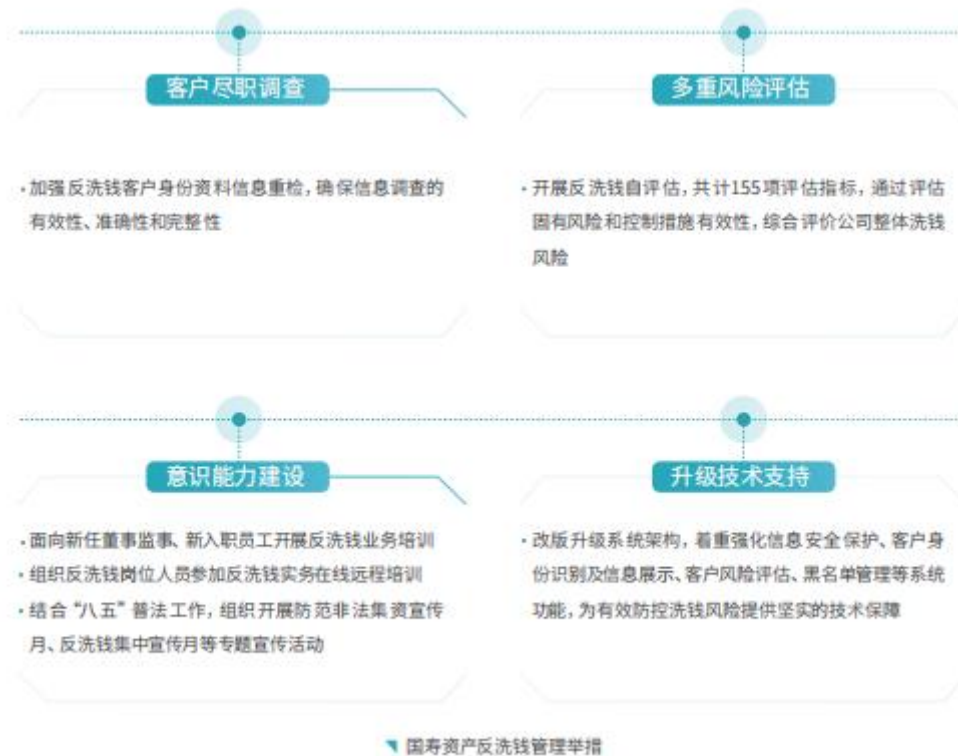 客户尽职调查
• 加强反洗钱客户身份资料信息重检，确保信息调查的
有效性、准确性和完整性
多重风险评估
• 开展反洗钱自评估，共计155项评估指标，通过评估
固有风险和控制措施有效性，综合评价公司整体洗钱
风险
意识能力建设
• 面向新任董事监事、新入职员工开展反洗钱业务培训
• 组织反洗钱岗位人员参加反洗钱实务在线远程培训
• 结合“八五”普法工作，组织开展防范非法集资宣传
月、反洗钱集中宣传月等专题宣传活动
升级技术支持
• 改版升级系统架构，着重强化信息安全保护、客户身
份识别及信息展示、客户风险评估、黑名单管理等系统
功能，为有效防控洗钱风险提供坚实的技术保障
国寿资产反洗钱管理举措